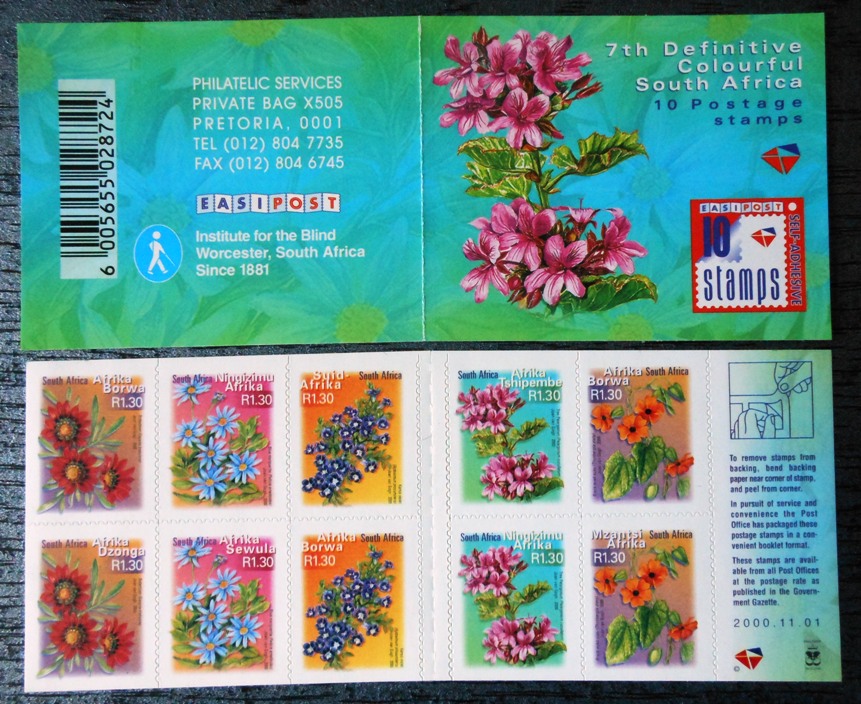 PHILATELIC SERVICES
PRIVATE BAG X505
PRETORIA, 0001
TEL (012) 804 7735
FAX (012) 804 6745
EASIPOST
Institute for the Blind
Worcester, South Africa
Since 1881
6 005655 028724
7th Definitive
Colourful
South Africa
10 Postage
stamps
EASIPOST
SELF-ADHESIVE
10
stamps
South Africa
Afrika
Borwa
R1.30
South Africa
Ningizimu
Afrika
R1.30
Suid-
Afrika
South Africa
R1.30
South Africa
Afrika
Tshipembe
R1.30
Afrika
Borwa
South Africa
R1.30
South Africa
Afrika
Dzonga
R1.30
South Africa
Afrika
Sewula
R1.30
Afrika
Borwa
South Africa
R1.30
South Africa
Ningizimu
Afrika
R1.30
Mzantsi
Afrika
South Africa
R1.30
To remove stamps from
backing, bend backing
paper near corner of stamp,
and peel from corner.
In pursuit of service and
convenience the Post
Office has packaged these
postage stamps in a con-
venient booklet format.
These stamps are avail-
able from all Post Offices
at the postage rate as
published in the Govern-
ment Gazette.
2000.11.01
©